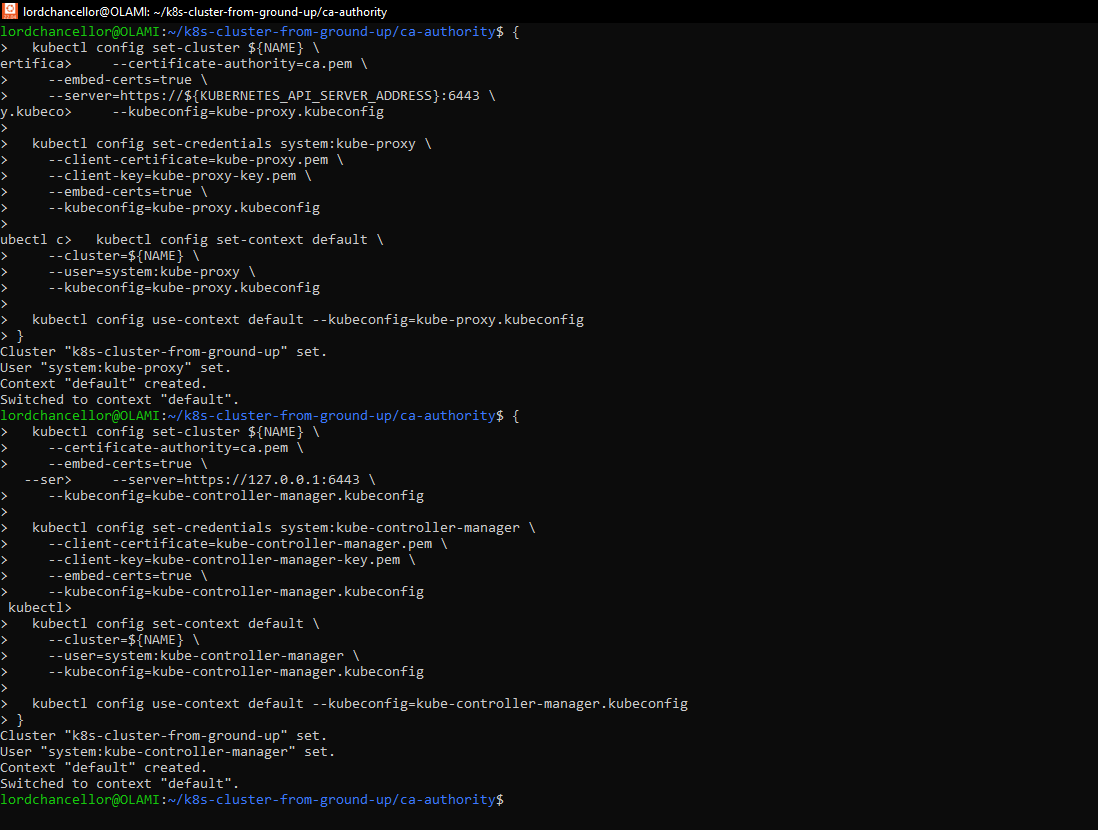 lordchancellor@OLAMI: ~/k8s-cluster-from-ground-up/ca-authority
lordchancellor@OLAMI:~/k8s-cluster-from-ground-up/ca-authority$ {
>   kubectl config set-cluster ${NAME} \
ertifica>     --certificate-authority=ca.pem \
>     --embed-certs=true \
>     --server=https://${KUBERNETES_API_SERVER_ADDRESS}:6443 \
y.kubeco>     --kubeconfig=kube-proxy.kubeconfig
>
>   kubectl config set-credentials system:kube-proxy \
>     --client-certificate=kube-proxy.pem \
>     --client-key=kube-proxy-key.pem \
>     --embed-certs=true \
>     --kubeconfig=kube-proxy.kubeconfig
>
ubectl c>   kubectl config set-context default \
>     --cluster=${NAME} \
>     --user=system:kube-proxy \
>     --kubeconfig=kube-proxy.kubeconfig
>
>   kubectl config use-context default --kubeconfig=kube-proxy.kubeconfig
> }
Cluster "k8s-cluster-from-ground-up" set.
User "system:kube-proxy" set.
Context "default" created.
Switched to context "default".
lordchancellor@OLAMI:~/k8s-cluster-from-ground-up/ca-authority$ {
>   kubectl config set-cluster ${NAME} \
>     --certificate-authority=ca.pem \
>     --embed-certs=true \
   --ser>     --server=https://127.0.0.1:6443 \
>     --kubeconfig=kube-controller-manager.kubeconfig
>
>   kubectl config set-credentials system:kube-controller-manager \
>     --client-certificate=kube-controller-manager.pem \
>     --client-key=kube-controller-manager-key.pem \
>     --embed-certs=true \
>     --kubeconfig=kube-controller-manager.kubeconfig
 kubectl>
>   kubectl config set-context default \
>     --cluster=${NAME} \
>     --user=system:kube-controller-manager \
>     --kubeconfig=kube-controller-manager.kubeconfig
>
>   kubectl config use-context default --kubeconfig=kube-controller-manager.kubeconfig
> }
Cluster "k8s-cluster-from-ground-up" set.
User "system:kube-controller-manager" set.
Context "default" created.
Switched to context "default".
lordchancellor@OLAMI:~/k8s-cluster-from-ground-up/ca-authority$